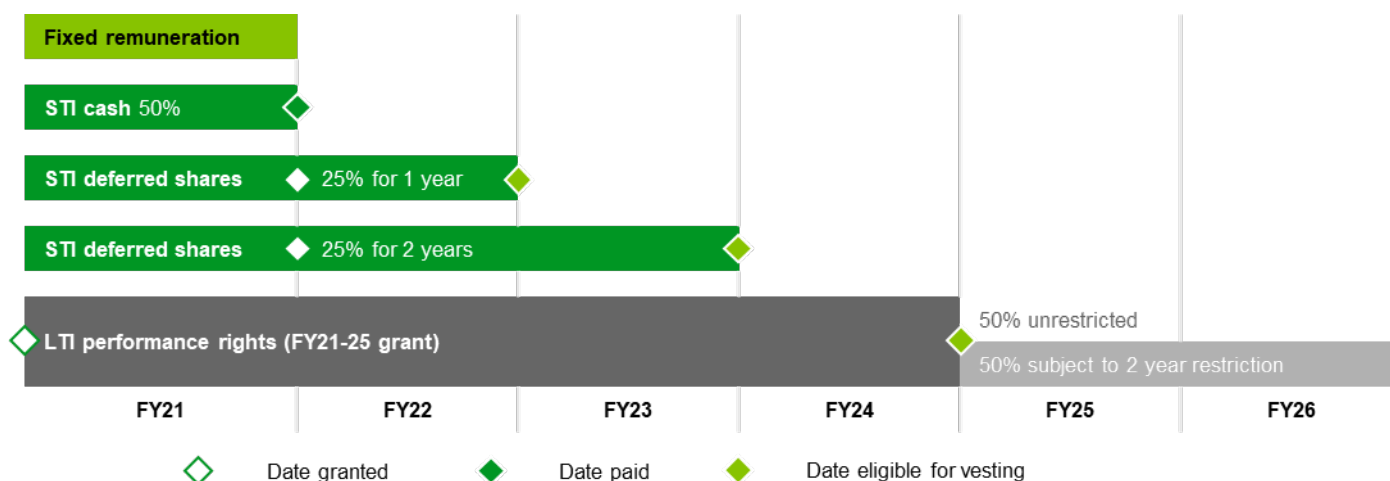 Fixed remuneration
STI cash 50%
STI deferred shares 25% for 1 year
STI deferred shares 25% for 2 years
50% unrestricted
LTI performance rights (FY21-25 grant)
50% subject to 2 year restriction
FY21 FY22 FY23 FY24 FY25 FY26
Date granted Date paid Date eligible for vesting